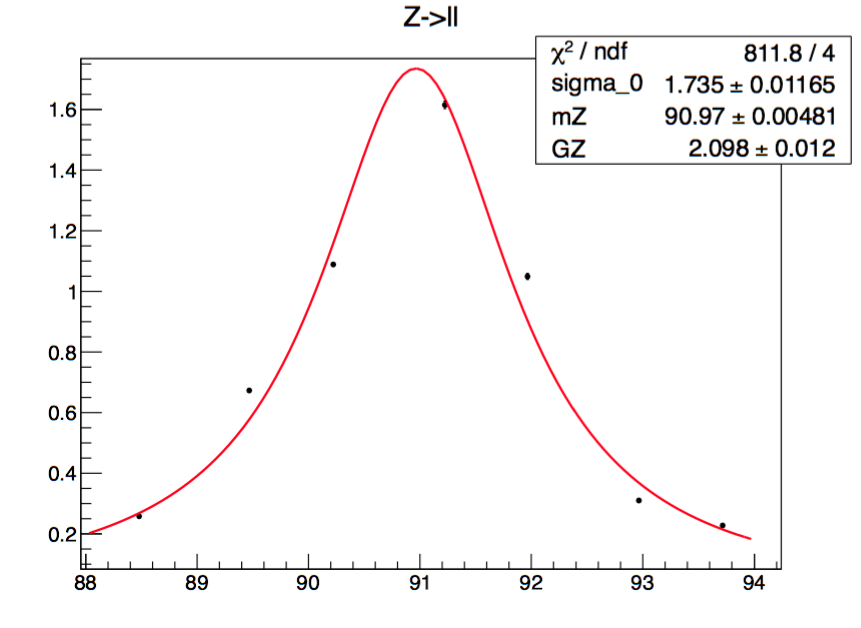 Z->ll
χ² / ndf 811.8 / 4
sigma_0 1.735 ± 0.01165
mZ 90.97 ± 0.00481
GZ 2.098 ± 0.012
1.6
1.4
1.2
1
0.8
0.6
0.4
0.2
88 89 90 91 92 93 94